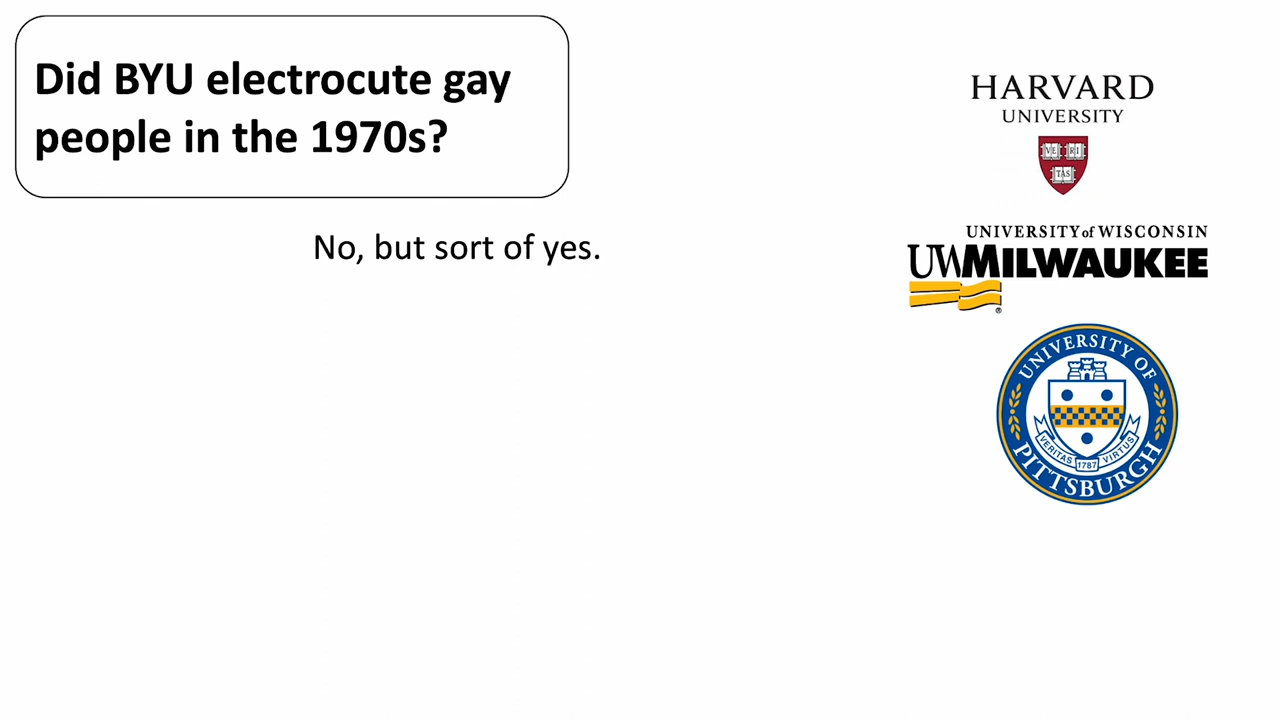 Did BYU electrocute gay
people in the 1970s?
No, but sort of yes.
HARVARD
UNIVERSITY
VE RI
TAS
UNIVERSITY of WISCONSIN
UWMILWAUKEE
®
UNIVERSITY OF
PITTSBURGH
VERITAS 1787 VIRTUS